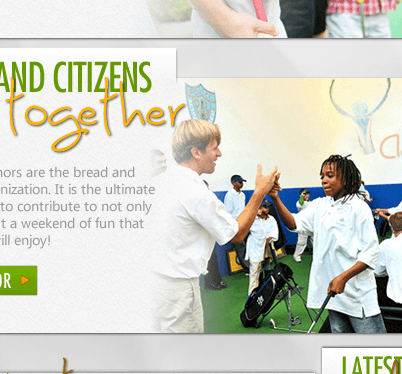 AND CITIZENS
together
nors are the bread and
nization. It is the ultimate
to contribute to not only
t a weekend of fun that
ill enjoy!
OR
LATEST